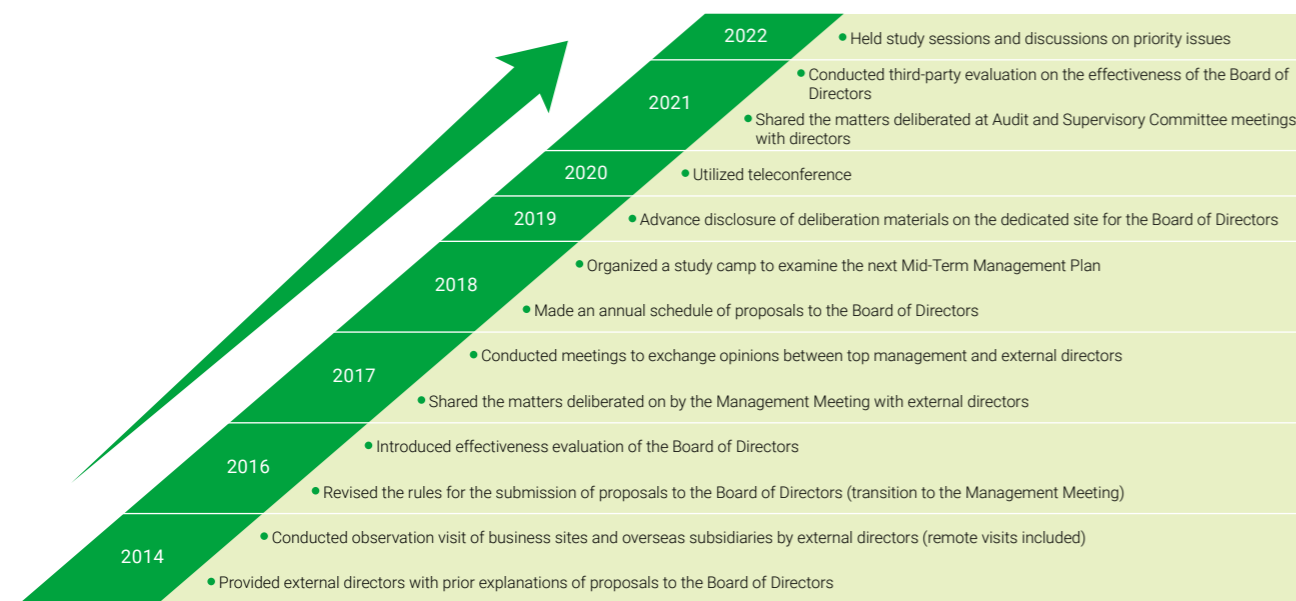 2022
• Held study sessions and discussions on priority issues
2021
• Conducted third-party evaluation on the effectiveness of the Board of
Directors
• Shared the matters deliberated at Audit and Supervisory Committee meetings
with directors
2020
• Utilized teleconference
2019
• Advance disclosure of deliberation materials on the dedicated site for the Board of Directors
2018
• Organized a study camp to examine the next Mid-Term Management Plan
• Made an annual schedule of proposals to the Board of Directors
2017
• Conducted meetings to exchange opinions between top management and external directors
• Shared the matters deliberated on by the Management Meeting with external directors
2016
• Introduced effectiveness evaluation of the Board of Directors
• Revised the rules for the submission of proposals to the Board of Directors (transition to the Management Meeting)
2014
• Conducted observation visit of business sites and overseas subsidiaries by external directors (remote visits included)
• Provided external directors with prior explanations of proposals to the Board of Directors